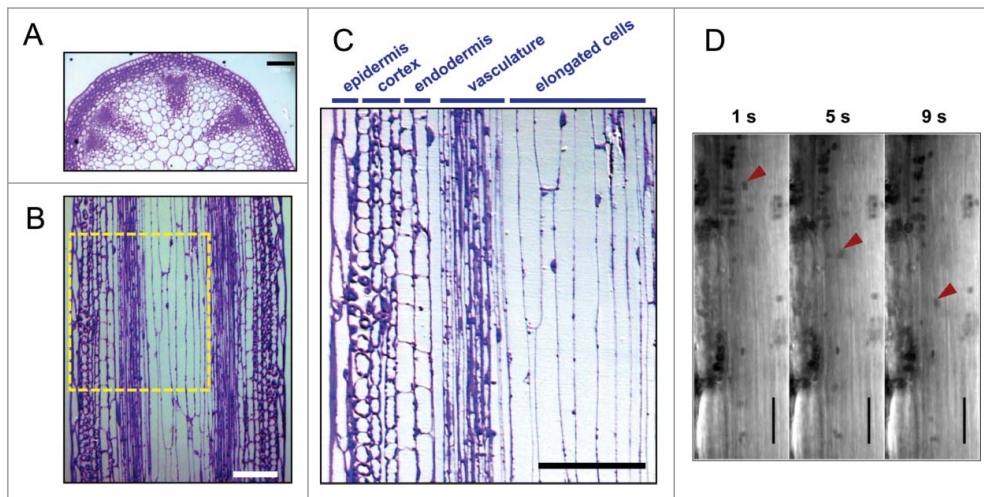 A
B
C
epidermis
cortex
endodermis
vasculature
elongated cells
D
1 s
5 s
9 s